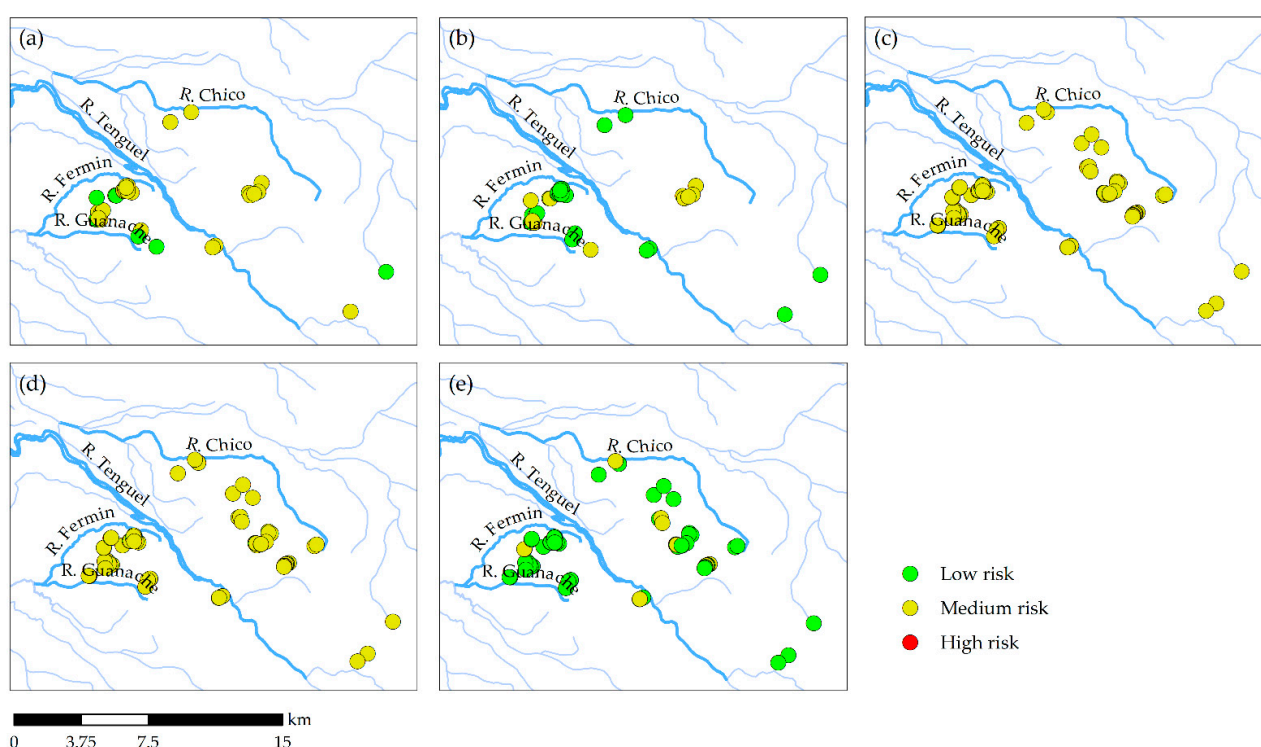 (a)
R. Chico
R. Tenguel
R. Fermin
R. Guanache
(b)
R. Chico
R. Tenguel
R. Fermin
R. Guanache
(c)
R. Chico
R. Tenguel
R. Fermin
R. Guanache
(d)
R. Chico
R. Tenguel
R. Fermin
R. Guanache
(e)
R. Chico
R. Tenguel
R. Fermin
R. Guanache
Low risk
Medium risk
High risk
km
0 3.75 7.5 15